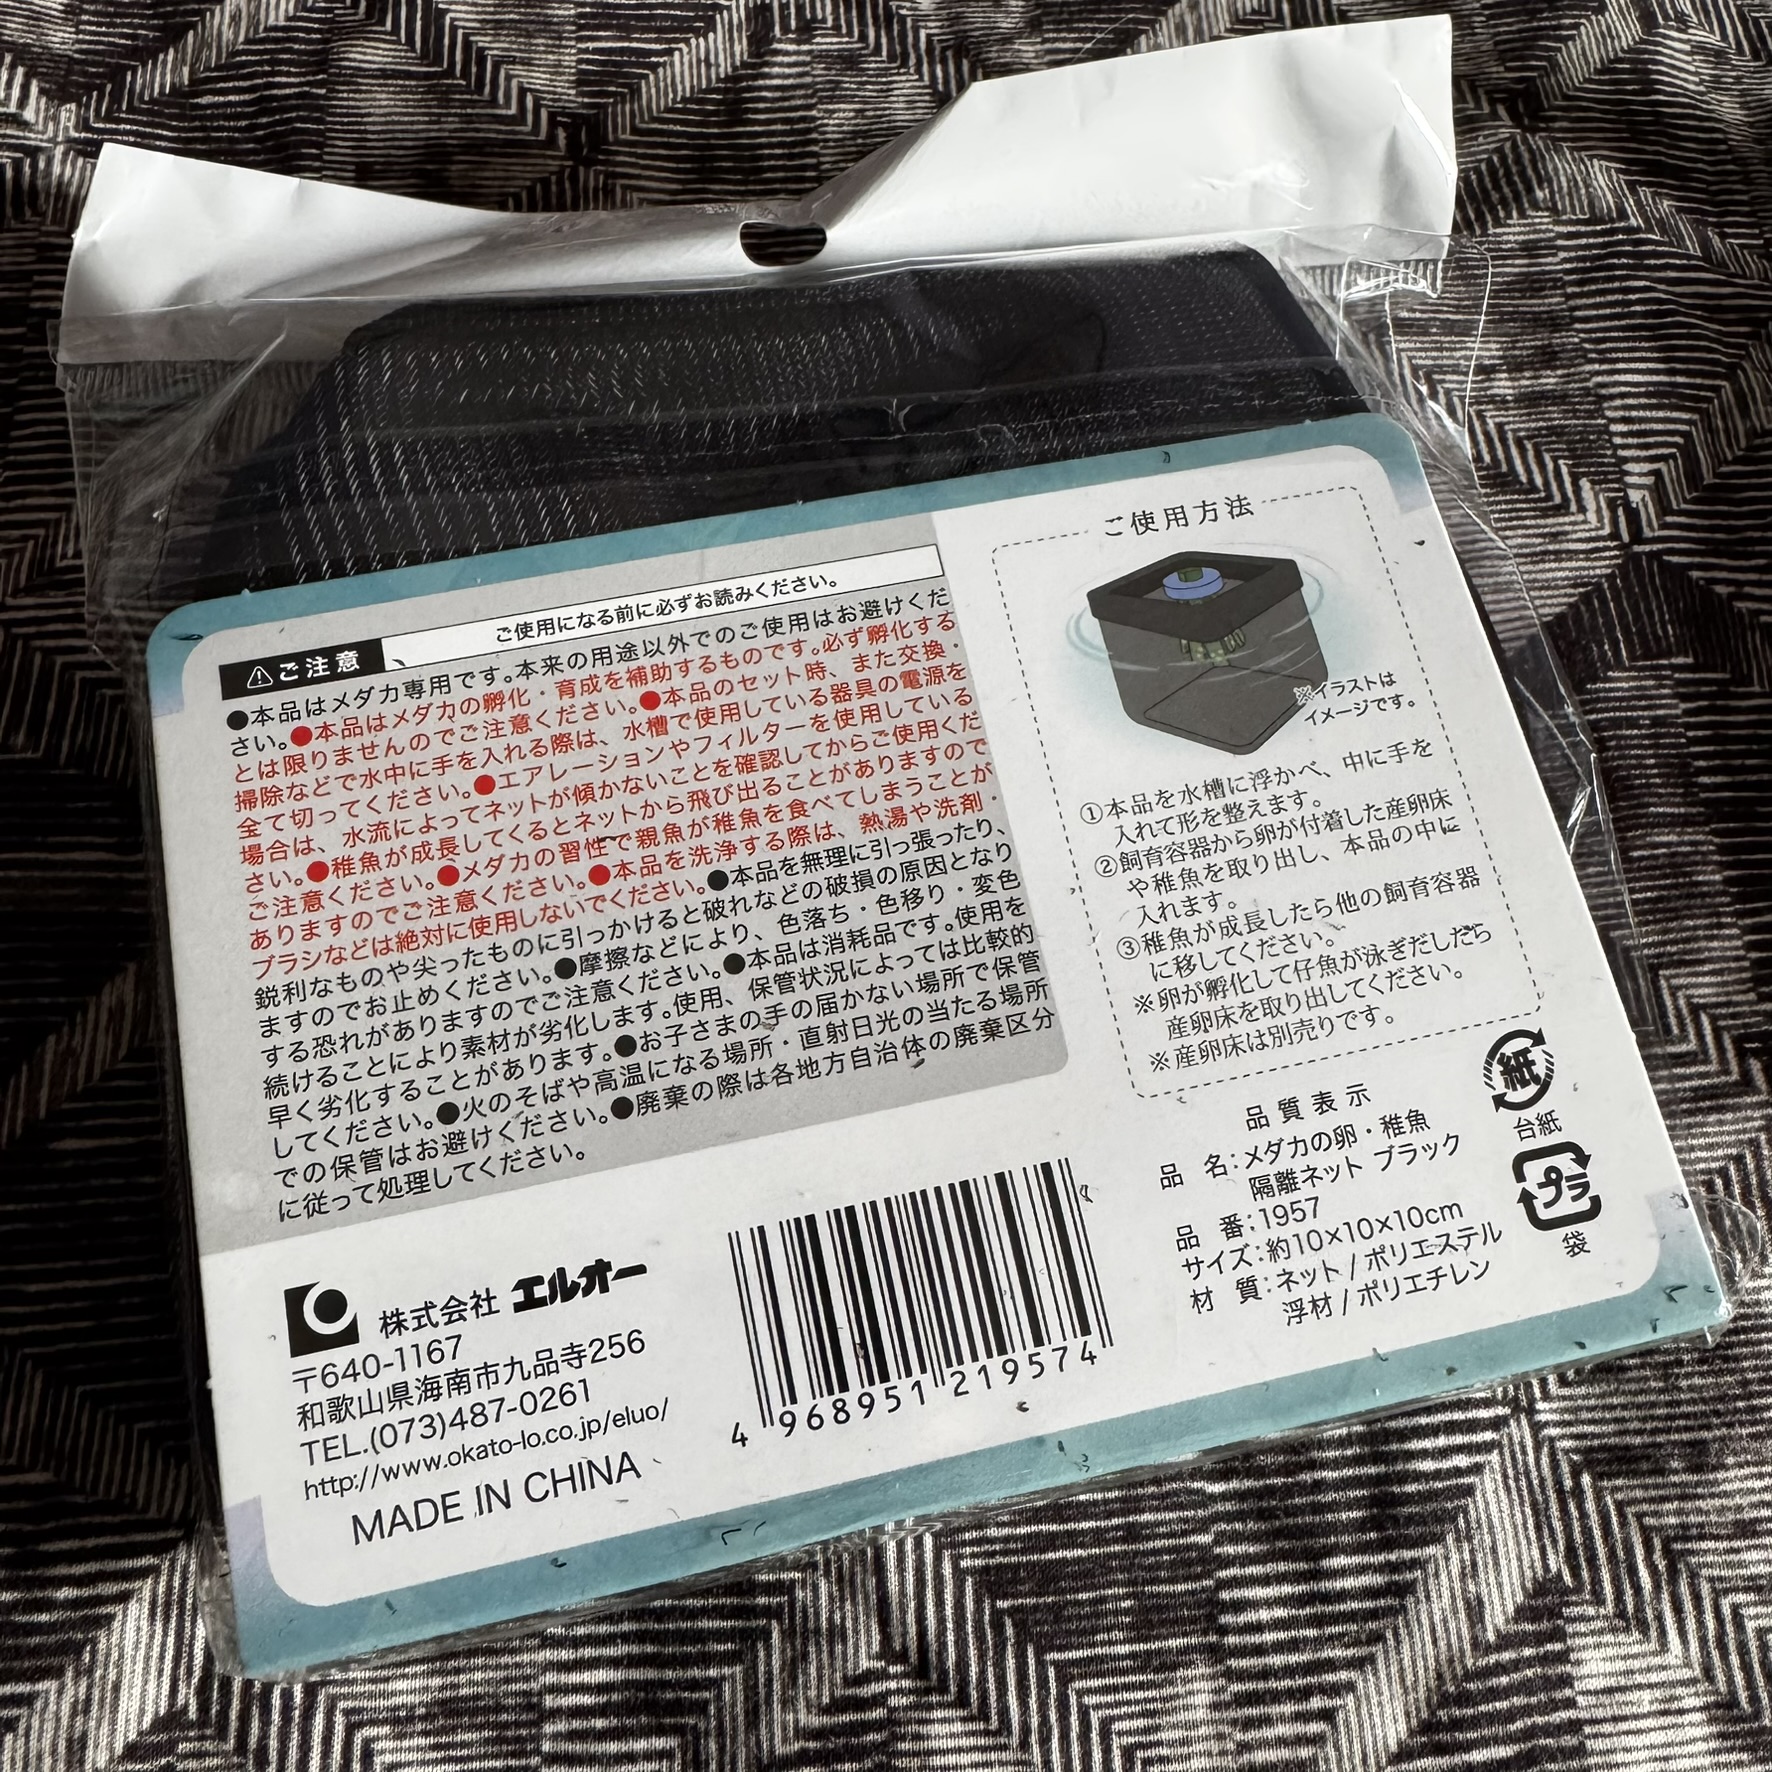 ⚠ご注意
ご使用になる前に必ずお読みください。
●本品はメダカ専用です。本来の用途以外でのご使用はお避けくだ
さい。●本品はメダカの孵化・育成を補助するものです。必ず孵化する
とは限りませんのでご注意ください。●本品のセット時、また交換・
掃除などで水中に手を入れる際は、水槽で使用している器具の電源を
全て切ってください。●エアレーションやフィルターを使用している
場合は、水流によってネットが傾かないことを確認してからご使用くだ
さい。●稚魚が成長してくるとネットから飛び出ることがありますので
ご注意ください。●メダカの習性で親魚が稚魚を食べてしまうことが
ありますのでご注意ください。●本品を洗浄する際は、熱湯や洗剤・
ブラシなどは絶対に使用しないでください。●本品を無理に引っ張ったり、
鋭利なものや尖ったものに引っかけると破れなどの破損の原因となり
ますのでお止めください。●摩擦などにより、色落ち・色移り・変色
する恐れがありますのでご注意ください。●本品は消耗品です。使用を
続けることにより素材が劣化します。使用、保管状況によっては比較的
早く劣化することがあります。●お子さまの手の届かない場所で保管
してください。●火のそばや高温になる場所・直射日光の当たる場所
での保管はお避けください。●廃棄の際は各地方自治体の廃棄区分
に従って処理してください。
ご使用方法
※イラストは
イメージです。
①本品を水槽に浮かべ、中に手を
入れて形を整えます。
②飼育容器から卵が付着した産卵床
や稚魚を取り出し、本品の中に
入れます。
③稚魚が成長したら他の飼育容器
に移してください。
※卵が孵化して仔魚が泳ぎだしたら
産卵床を取り出してください。
※産卵床は別売りです。
品質表示
品 名:メダカの卵・稚魚
隔離ネット ブラック
品 番:1957
サイズ:約10×10×10cm
材 質:ネット/ポリエステル
浮材/ポリエチレン
紙
台紙
プラ
袋
株式会社 エルオー
〒640-1167
和歌山県海南市九品寺256
TEL.(073)487-0261
http://www.okato-lo.co.jp/eluo/
MADE IN CHINA
4 968951 219574